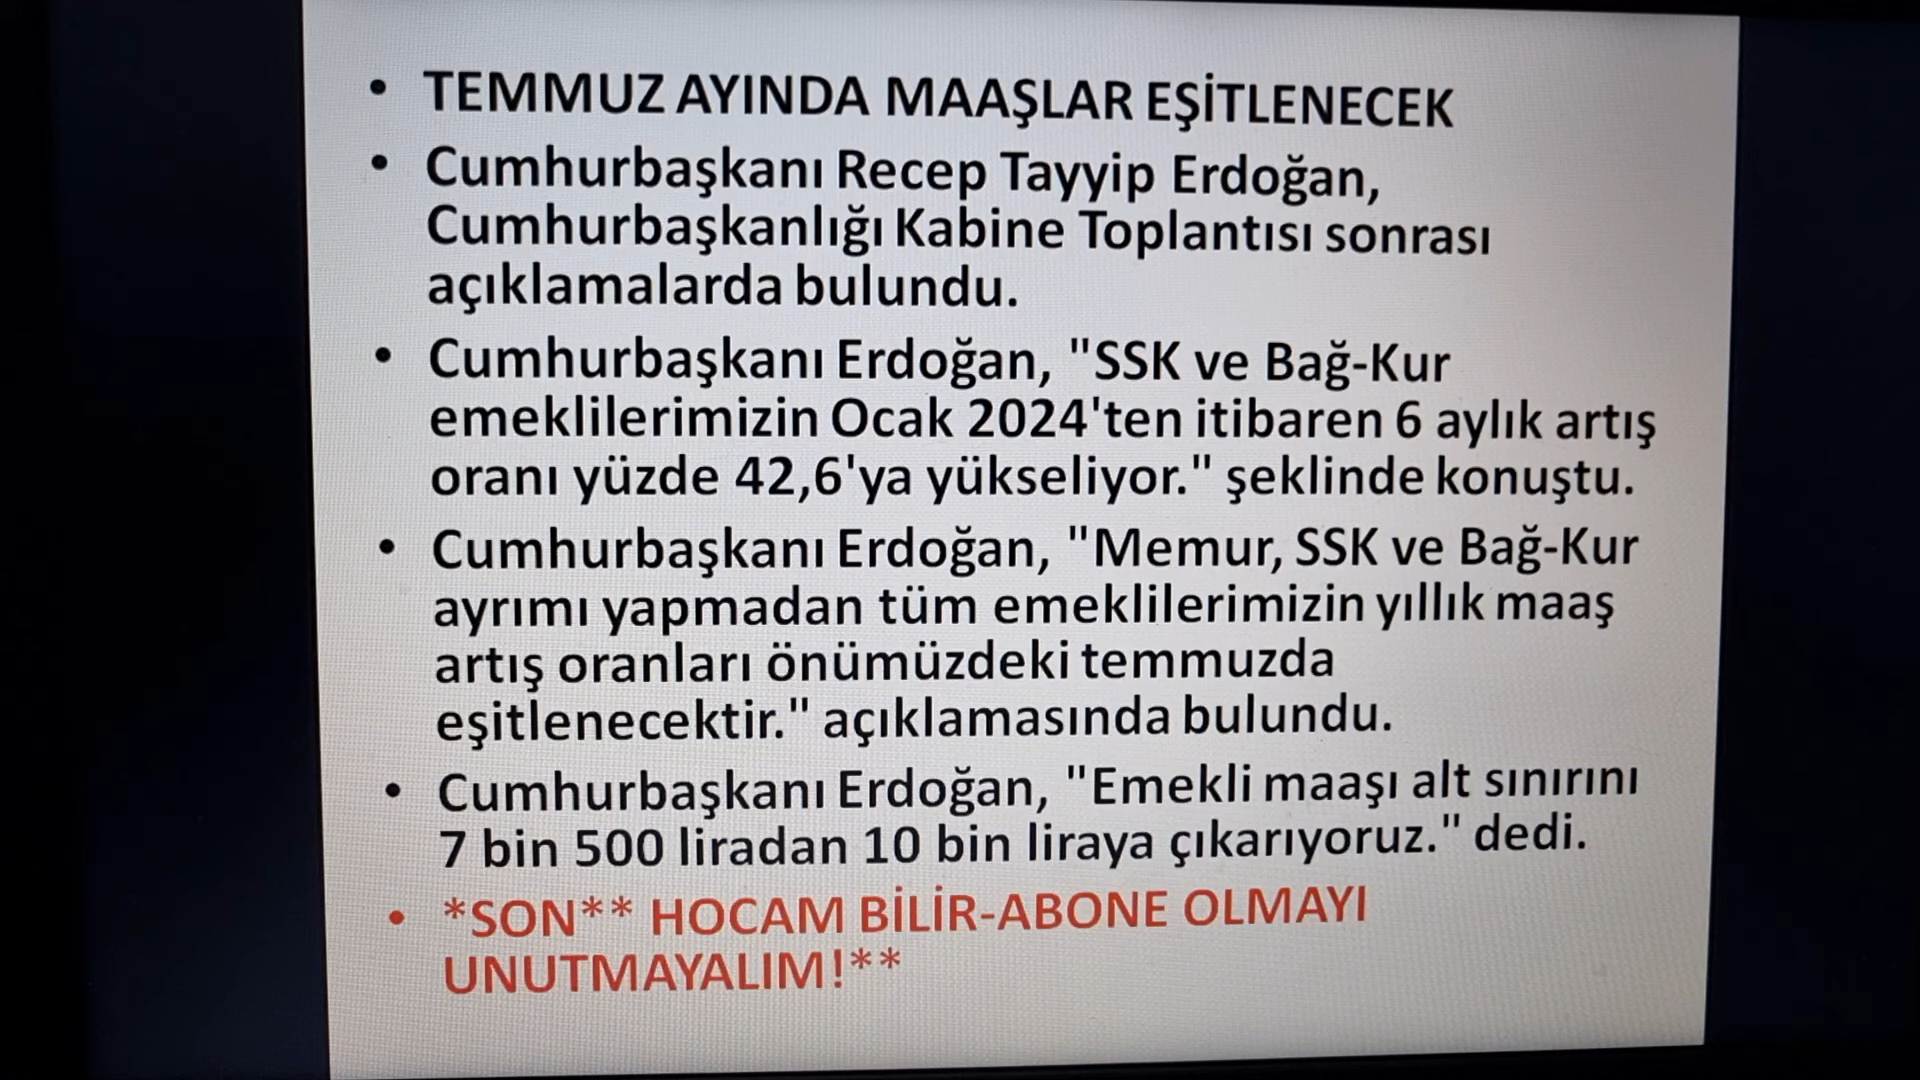 • TEMMUZ AYINDA MAAŞLAR EŞİTLENECEK
• Cumhurbaşkanı Recep Tayyip Erdoğan,
Cumhurbaşkanlığı Kabine Toplantısı sonrası
açıklamalarda bulundu.
• Cumhurbaşkanı Erdoğan, "SSK ve Bağ-Kur
emeklilerimizin Ocak 2024'ten itibaren 6 aylık artış
oranı yüzde 42,6'ya yükseliyor." şeklinde konuştu.
• Cumhurbaşkanı Erdoğan, "Memur, SSK ve Bağ-Kur
ayrımı yapmadan tüm emeklilerimizin yıllık maaş
artış oranları önümüzdeki temmuzda
eşitlenecektir." açıklamasında bulundu.
• Cumhurbaşkanı Erdoğan, "Emekli maaşı alt sınırını
7 bin 500 liradan 10 bin liraya çıkarıyoruz." dedi.
• *SON** HOCAM BİLİR-ABONE OLMAYI
UNUTMAYALIM!**